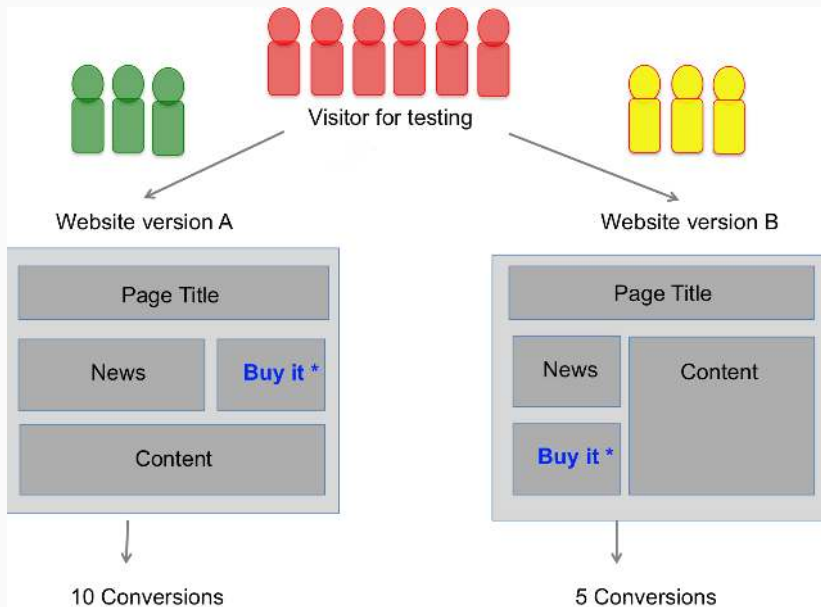 Visitor for testing
Website version A
Website version B
Page Title
News
Buy it *
Content
10 Conversions
Page Title
News
Content
Buy it *
5 Conversions